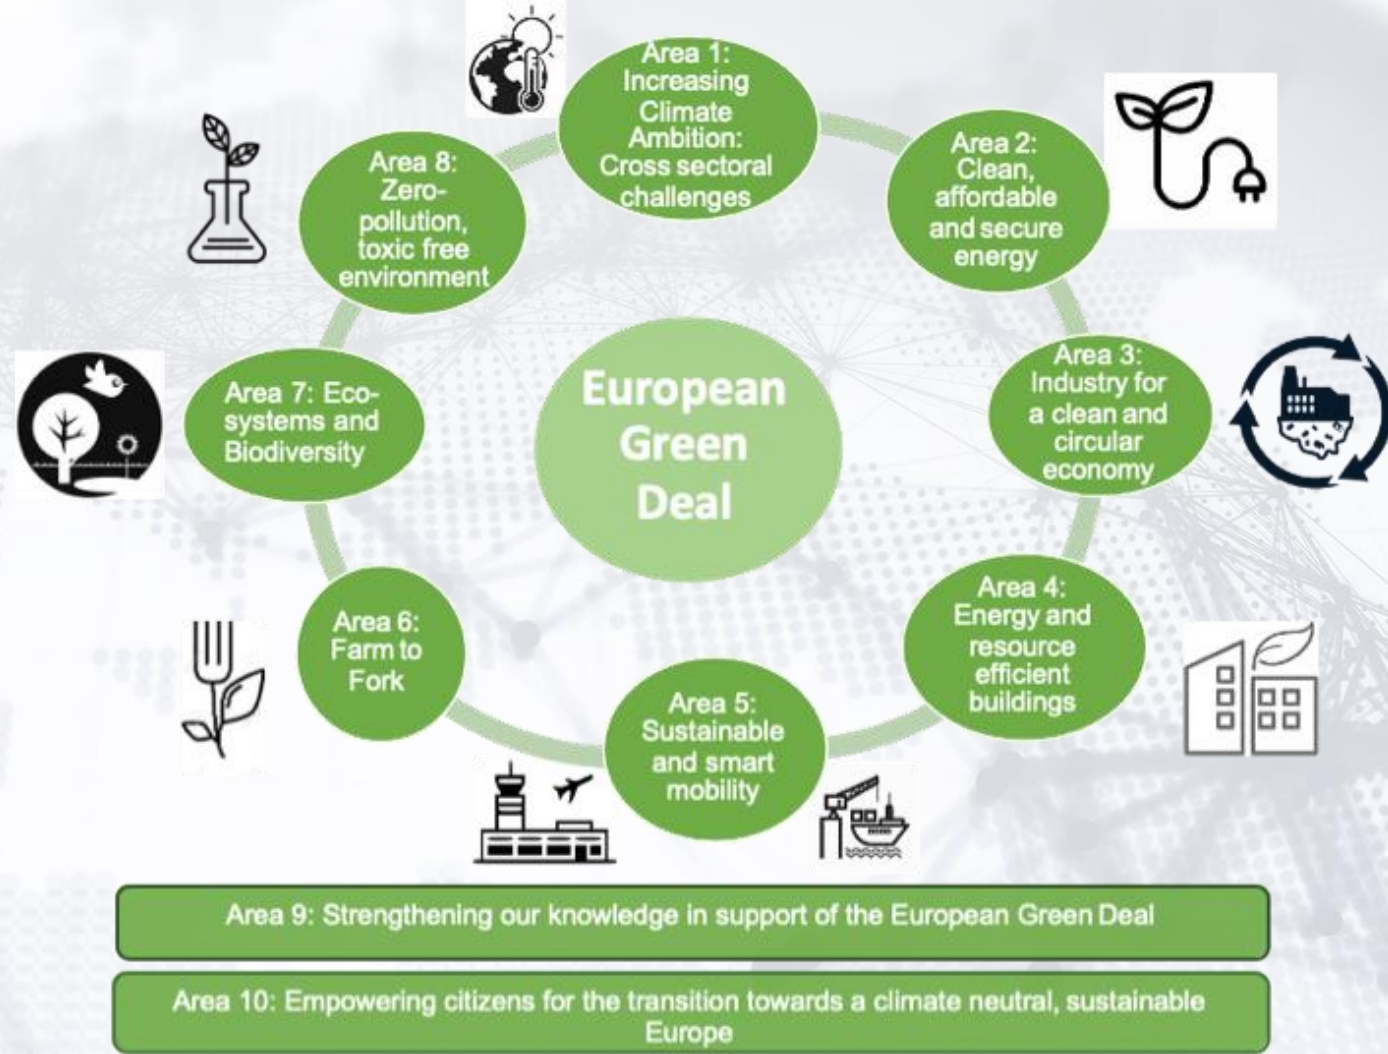 Area 1:
Increasing
Climate
Ambition:
Cross sectoral
challenges
Area 2:
Clean,
affordable
and secure
energy
Area 3:
Industry for
a clean and
circular
economy
Area 4:
Energy and
resource
efficient
buildings
Area 5:
Sustainable
and smart
mobility
Area 6:
Farm to
Fork
Area 7: Eco-
systems and
Biodiversity
Area 8:
Zero-
pollution,
toxic free
environment
European
Green
Deal
Area 9: Strengthening our knowledge in support of the European Green Deal
Area 10: Empowering citizens for the transition towards a climate neutral, sustainable
Europe